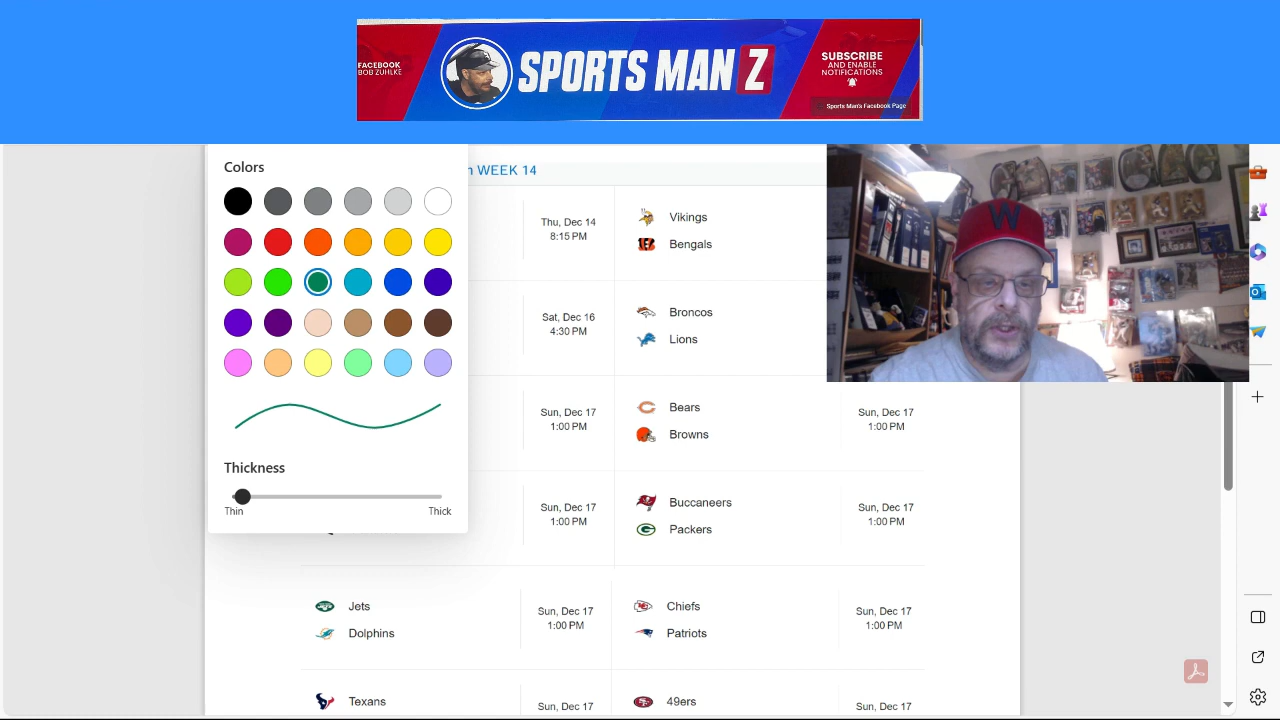 FACEBOOK
BOB ZUHLKE
SPORTS MAN Z
SUBSCRIBE
AND ENABLE
NOTIFICATIONS
Sports Man's Facebook Page
Colors
Thickness
Thin
Thick
WEEK 14
Thu, Dec 14
8:15 PM
Vikings
Bengals
Sat, Dec 16
4:30 PM
Broncos
Lions
Sun, Dec 17
1:00 PM
Bears
Browns
Sun, Dec 17
1:00 PM
Sun, Dec 17
1:00 PM
Buccaneers
Packers
Sun, Dec 17
1:00 PM
Jets
Dolphins
Sun, Dec 17
1:00 PM
Chiefs
Patriots
Sun, Dec 17
1:00 PM
Texans
Sun, Dec 17
49ers
Sun, Dec 17
W